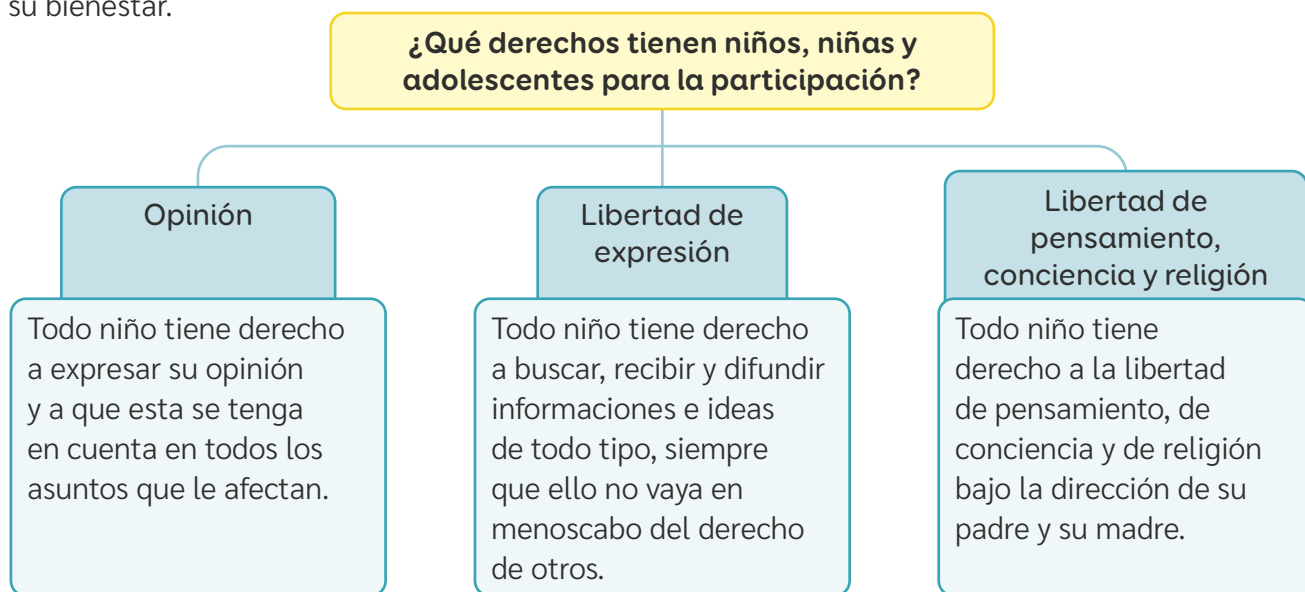 su bienestar.
¿Qué derechos tienen niños, niñas y
adolescentes para la participación?
Opinión
Todo niño tiene derecho
a expresar su opinión
y a que esta se tenga
en cuenta en todos los
asuntos que le afectan.
Libertad de
expresión
Todo niño tiene derecho
a buscar, recibir y difundir
informaciones e ideas
de todo tipo, siempre
que ello no vaya en
menoscabo del derecho
de otros.
Libertad de
pensamiento,
conciencia y religión
Todo niño tiene
derecho a la libertad
de pensamiento, de
conciencia y de religión
bajo la dirección de su
padre y su madre.